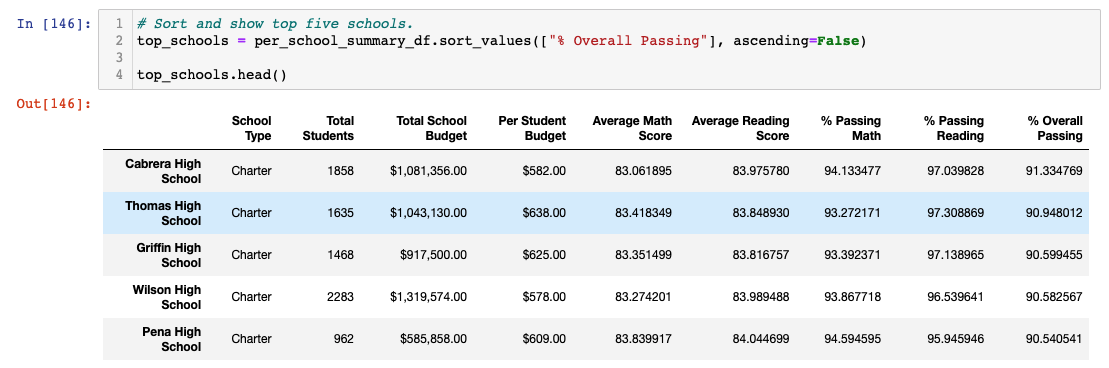 In [146]:
1 # Sort and show top five schools.
2 top_schools = per_school_summary_df.sort_values(["% Overall Passing"], ascending=False)
3
4 top_schools.head()
Out[146]:
School Total Total School Per Student Average Math Average Reading % Passing % Passing % Overall
Type Students Budget Budget Score Score Math Reading Passing
Cabrera High
School Charter 1858 $1,081,356.00 $582.00 83.061895 83.975780 94.133477 97.039828 91.334769
Thomas High
School Charter 1635 $1,043,130.00 $638.00 83.418349 83.848930 93.272171 97.308869 90.948012
Griffin High
School Charter 1468 $917,500.00 $625.00 83.351499 83.816757 93.392371 97.138965 90.599455
Wilson High
School Charter 2283 $1,319,574.00 $578.00 83.274201 83.989488 93.867718 96.539641 90.582567
Pena High
School Charter 962 $585,858.00 $609.00 83.839917 84.044699 94.594595 95.945946 90.540541